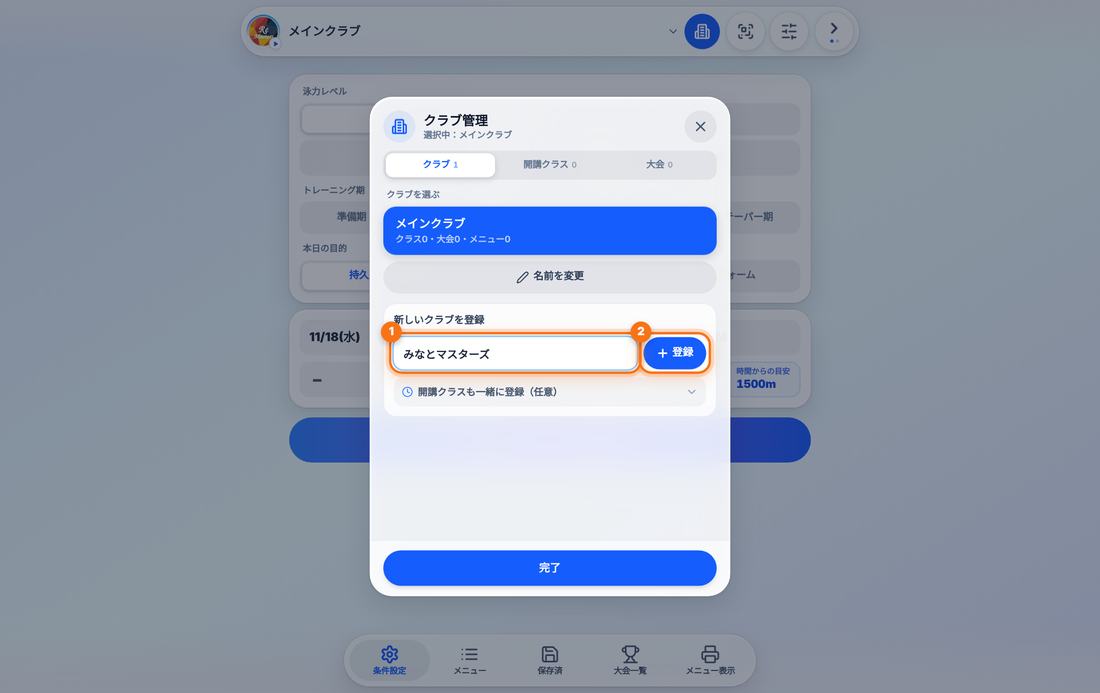 メインクラブ
泳力レベル
クラブ管理
選択中：メインクラブ
クラブ 1
開講クラス 0
大会 0
クラブを選ぶ
トレーニング期
メインクラブ
クラス0・大会0・メニュー0
準備期
テーパー期
本日の目的
名前を変更
持久
ォーム
新しいクラブを登録
1
2
11/18(水)
みなとマスターズ
＋ 登録
時間からの目安
1500m
–
開講クラスも一緒に登録（任意）
完了
条件設定
メニュー
保存済
大会一覧
メニュー表示